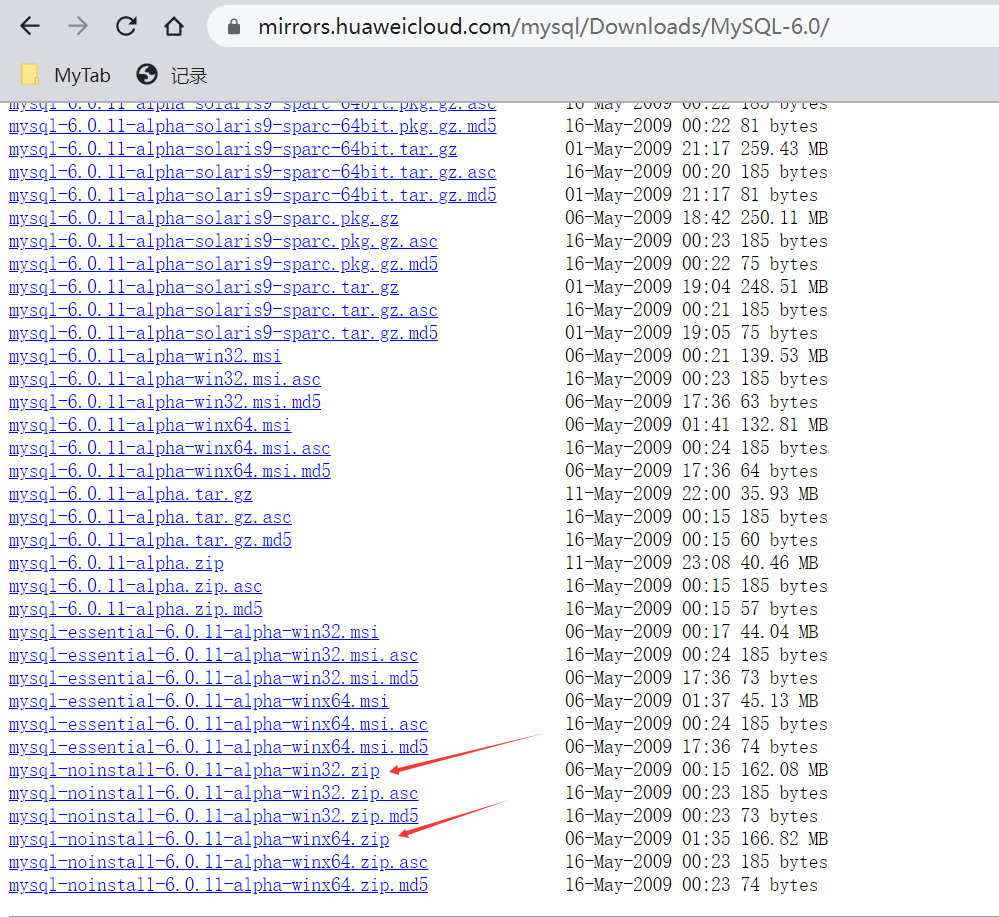 mirrors.huaweicloud.com/mysql/Downloads/MySQL-6.0/
MyTab 记录
mysql-6.0.11-alpha-solaris9-sparc-64bit.pkg.gz.asc 16-May-2009 00:22 185 bytes
mysql-6.0.11-alpha-solaris9-sparc-64bit.pkg.gz.md5 16-May-2009 00:22 81 bytes
mysql-6.0.11-alpha-solaris9-sparc-64bit.tar.gz 01-May-2009 21:17 259.43 MB
mysql-6.0.11-alpha-solaris9-sparc-64bit.tar.gz.asc 16-May-2009 00:20 185 bytes
mysql-6.0.11-alpha-solaris9-sparc-64bit.tar.gz.md5 01-May-2009 21:17 81 bytes
mysql-6.0.11-alpha-solaris9-sparc.pkg.gz 06-May-2009 18:42 250.11 MB
mysql-6.0.11-alpha-solaris9-sparc.pkg.gz.asc 16-May-2009 00:23 185 bytes
mysql-6.0.11-alpha-solaris9-sparc.pkg.gz.md5 16-May-2009 00:22 75 bytes
mysql-6.0.11-alpha-solaris9-sparc.tar.gz 01-May-2009 19:04 248.51 MB
mysql-6.0.11-alpha-solaris9-sparc.tar.gz.asc 16-May-2009 00:21 185 bytes
mysql-6.0.11-alpha-solaris9-sparc.tar.gz.md5 01-May-2009 19:05 75 bytes
mysql-6.0.11-alpha-win32.msi 06-May-2009 00:21 139.53 MB
mysql-6.0.11-alpha-win32.msi.asc 16-May-2009 00:23 185 bytes
mysql-6.0.11-alpha-win32.msi.md5 06-May-2009 17:36 63 bytes
mysql-6.0.11-alpha-winx64.msi 06-May-2009 01:41 132.81 MB
mysql-6.0.11-alpha-winx64.msi.asc 16-May-2009 00:24 185 bytes
mysql-6.0.11-alpha-winx64.msi.md5 06-May-2009 17:36 64 bytes
mysql-6.0.11-alpha.tar.gz 11-May-2009 22:00 35.93 MB
mysql-6.0.11-alpha.tar.gz.asc 16-May-2009 00:15 185 bytes
mysql-6.0.11-alpha.tar.gz.md5 16-May-2009 00:15 60 bytes
mysql-6.0.11-alpha.zip 11-May-2009 23:08 40.46 MB
mysql-6.0.11-alpha.zip.asc 16-May-2009 00:15 185 bytes
mysql-6.0.11-alpha.zip.md5 16-May-2009 00:15 57 bytes
mysql-essential-6.0.11-alpha-win32.msi 06-May-2009 00:17 44.04 MB
mysql-essential-6.0.11-alpha-win32.msi.asc 16-May-2009 00:24 185 bytes
mysql-essential-6.0.11-alpha-win32.msi.md5 06-May-2009 17:36 73 bytes
mysql-essential-6.0.11-alpha-winx64.msi 06-May-2009 01:37 45.13 MB
mysql-essential-6.0.11-alpha-winx64.msi.asc 16-May-2009 00:24 185 bytes
mysql-essential-6.0.11-alpha-winx64.msi.md5 06-May-2009 17:36 74 bytes
mysql-noinstall-6.0.11-alpha-win32.zip 06-May-2009 00:15 162.08 MB
mysql-noinstall-6.0.11-alpha-win32.zip.asc 16-May-2009 00:23 185 bytes
mysql-noinstall-6.0.11-alpha-win32.zip.md5 16-May-2009 00:23 73 bytes
mysql-noinstall-6.0.11-alpha-winx64.zip 06-May-2009 01:35 166.82 MB
mysql-noinstall-6.0.11-alpha-winx64.zip.asc 16-May-2009 00:23 185 bytes
mysql-noinstall-6.0.11-alpha-winx64.zip.md5 16-May-2009 00:23 74 bytes